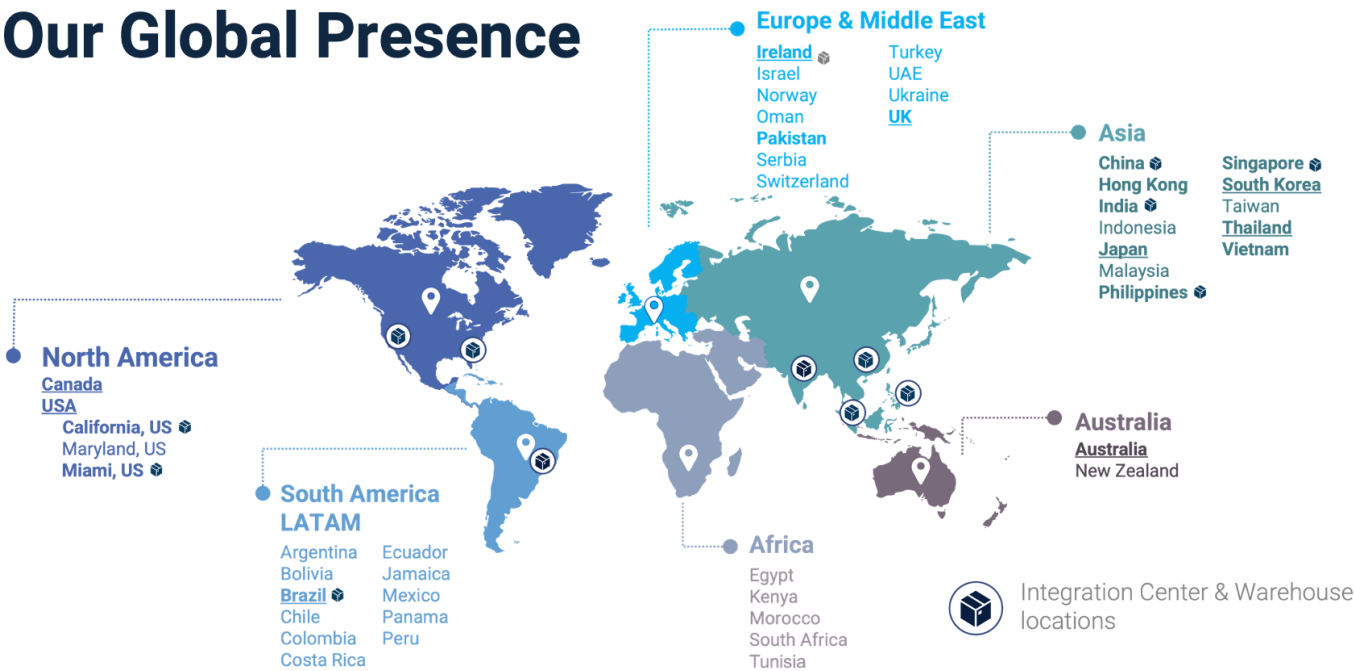 Our Global Presence
Europe & Middle East
Ireland
Israel
Norway
Oman
Pakistan
Serbia
Switzerland
Turkey
UAE
Ukraine
UK
Asia
China
Hong Kong
India
Indonesia
Japan
Malaysia
Philippines
Singapore
South Korea
Taiwan
Thailand
Vietnam
North America
Canada
USA
California, US
Maryland, US
Miami, US
South America
LATAM
Argentina
Bolivia
Brazil
Chile
Colombia
Costa Rica
Ecuador
Jamaica
Mexico
Panama
Peru
Africa
Egypt
Kenya
Morocco
South Africa
Tunisia
Australia
Australia
New Zealand
Integration Center & Warehouse
locations